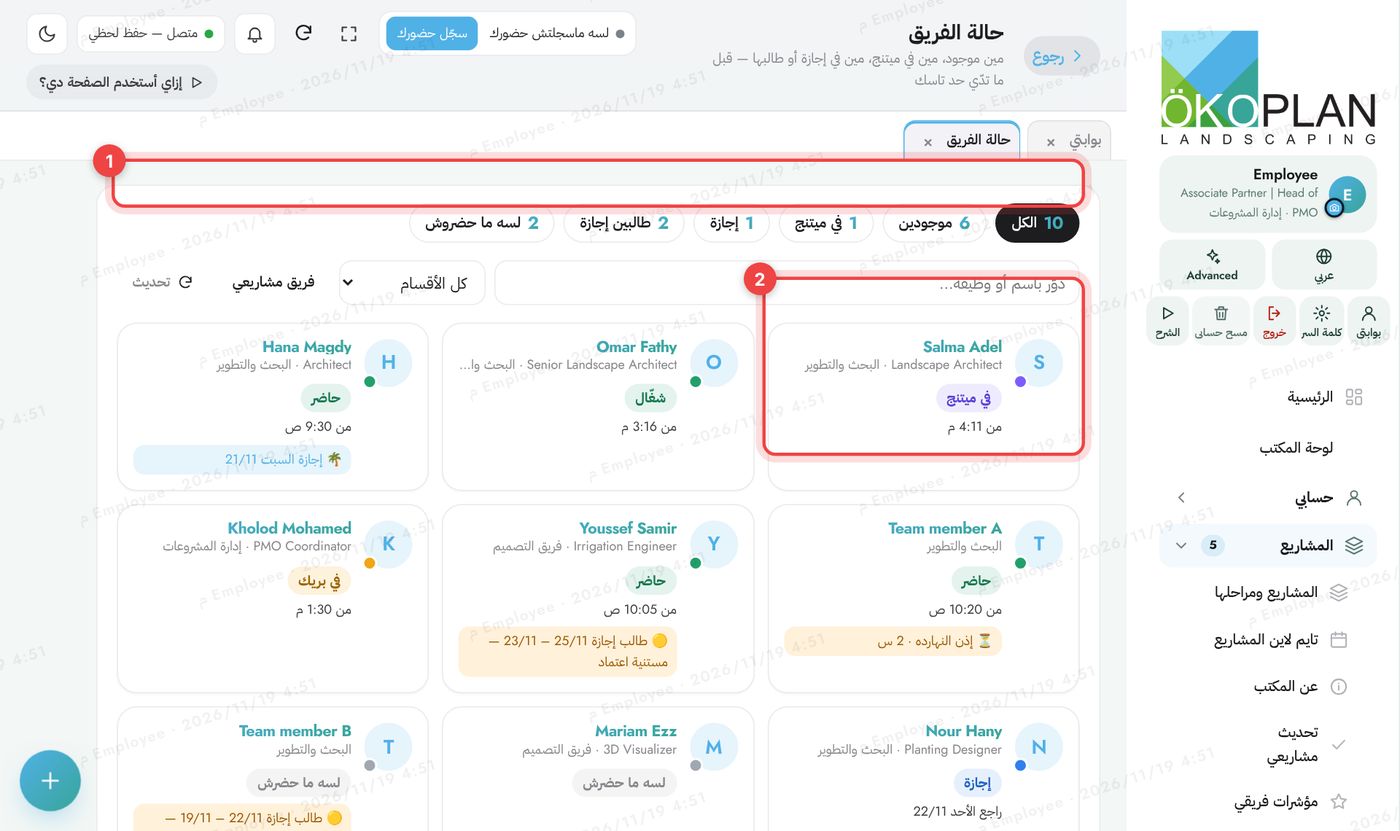 ÖKOPLAN
LANDSCAPING
Employee
Associate Partner | Head of
PMO · إدارة المشروعات
E
عربي
Advanced
بوابتي
كلمة السر
خروج
مسح حسابى
الشرح
الرئيسية
لوحة المكتب
حسابي
المشاريع
5
المشاريع ومراحلها
تايم لاين المشاريع
عن المكتب
تحديث
مشاريعي
مؤشرات فريقي
رجوع
حالة الفريق
مين موجود، مين في ميتنج، مين في إجازة أو طالبها — قبل
ما تدّي حد تاسك
لسه ماسجلتش حضورك
سجّل حضورك
متصل — حفظ لحظي
إزاي أستخدم الصفحة دي؟
بوابتي ×
حالة الفريق ×
1
10 الكل
6 موجودين
1 في ميتنج
1 إجازة
2 طالبين إجازة
2 لسه ما حضروش
2
دوّر باسم أو وظيفة...
كل الأقسام
فريق مشاريعي
تحديث
S
Salma Adel
Landscape Architect · البحث والتطوير
في ميتنج
من 4:11 م
O
Omar Fathy
Senior Landscape Architect · البحث وا...
شغّال
من 3:16 م
H
Hana Magdy
Architect · البحث والتطوير
حاضر
من 9:30 ص
🌴 إجازة السبت 21/11
T
Team member A
البحث والتطوير
حاضر
من 10:20 ص
⏳ إذن النهارده · 2 س
Y
Youssef Samir
Irrigation Engineer · فريق التصميم
حاضر
من 10:05 ص
🟡 طالب إجازة 25/11 – 23/11 —
مستنية اعتماد
K
Kholod Mohamed
PMO Coordinator · إدارة المشروعات
في بريك
من 1:30 م
N
Nour Hany
Planting Designer · البحث والتطوير
إجازة
راجع الأحد 22/11
M
Mariam Ezz
3D Visualizer · فريق التصميم
لسه ما حضرش
T
Team member B
البحث والتطوير
لسه ما حضرش
🟡 طالب إجازة 22/11 – 19/11 —
Employee · 2026/11/19 4:51 م